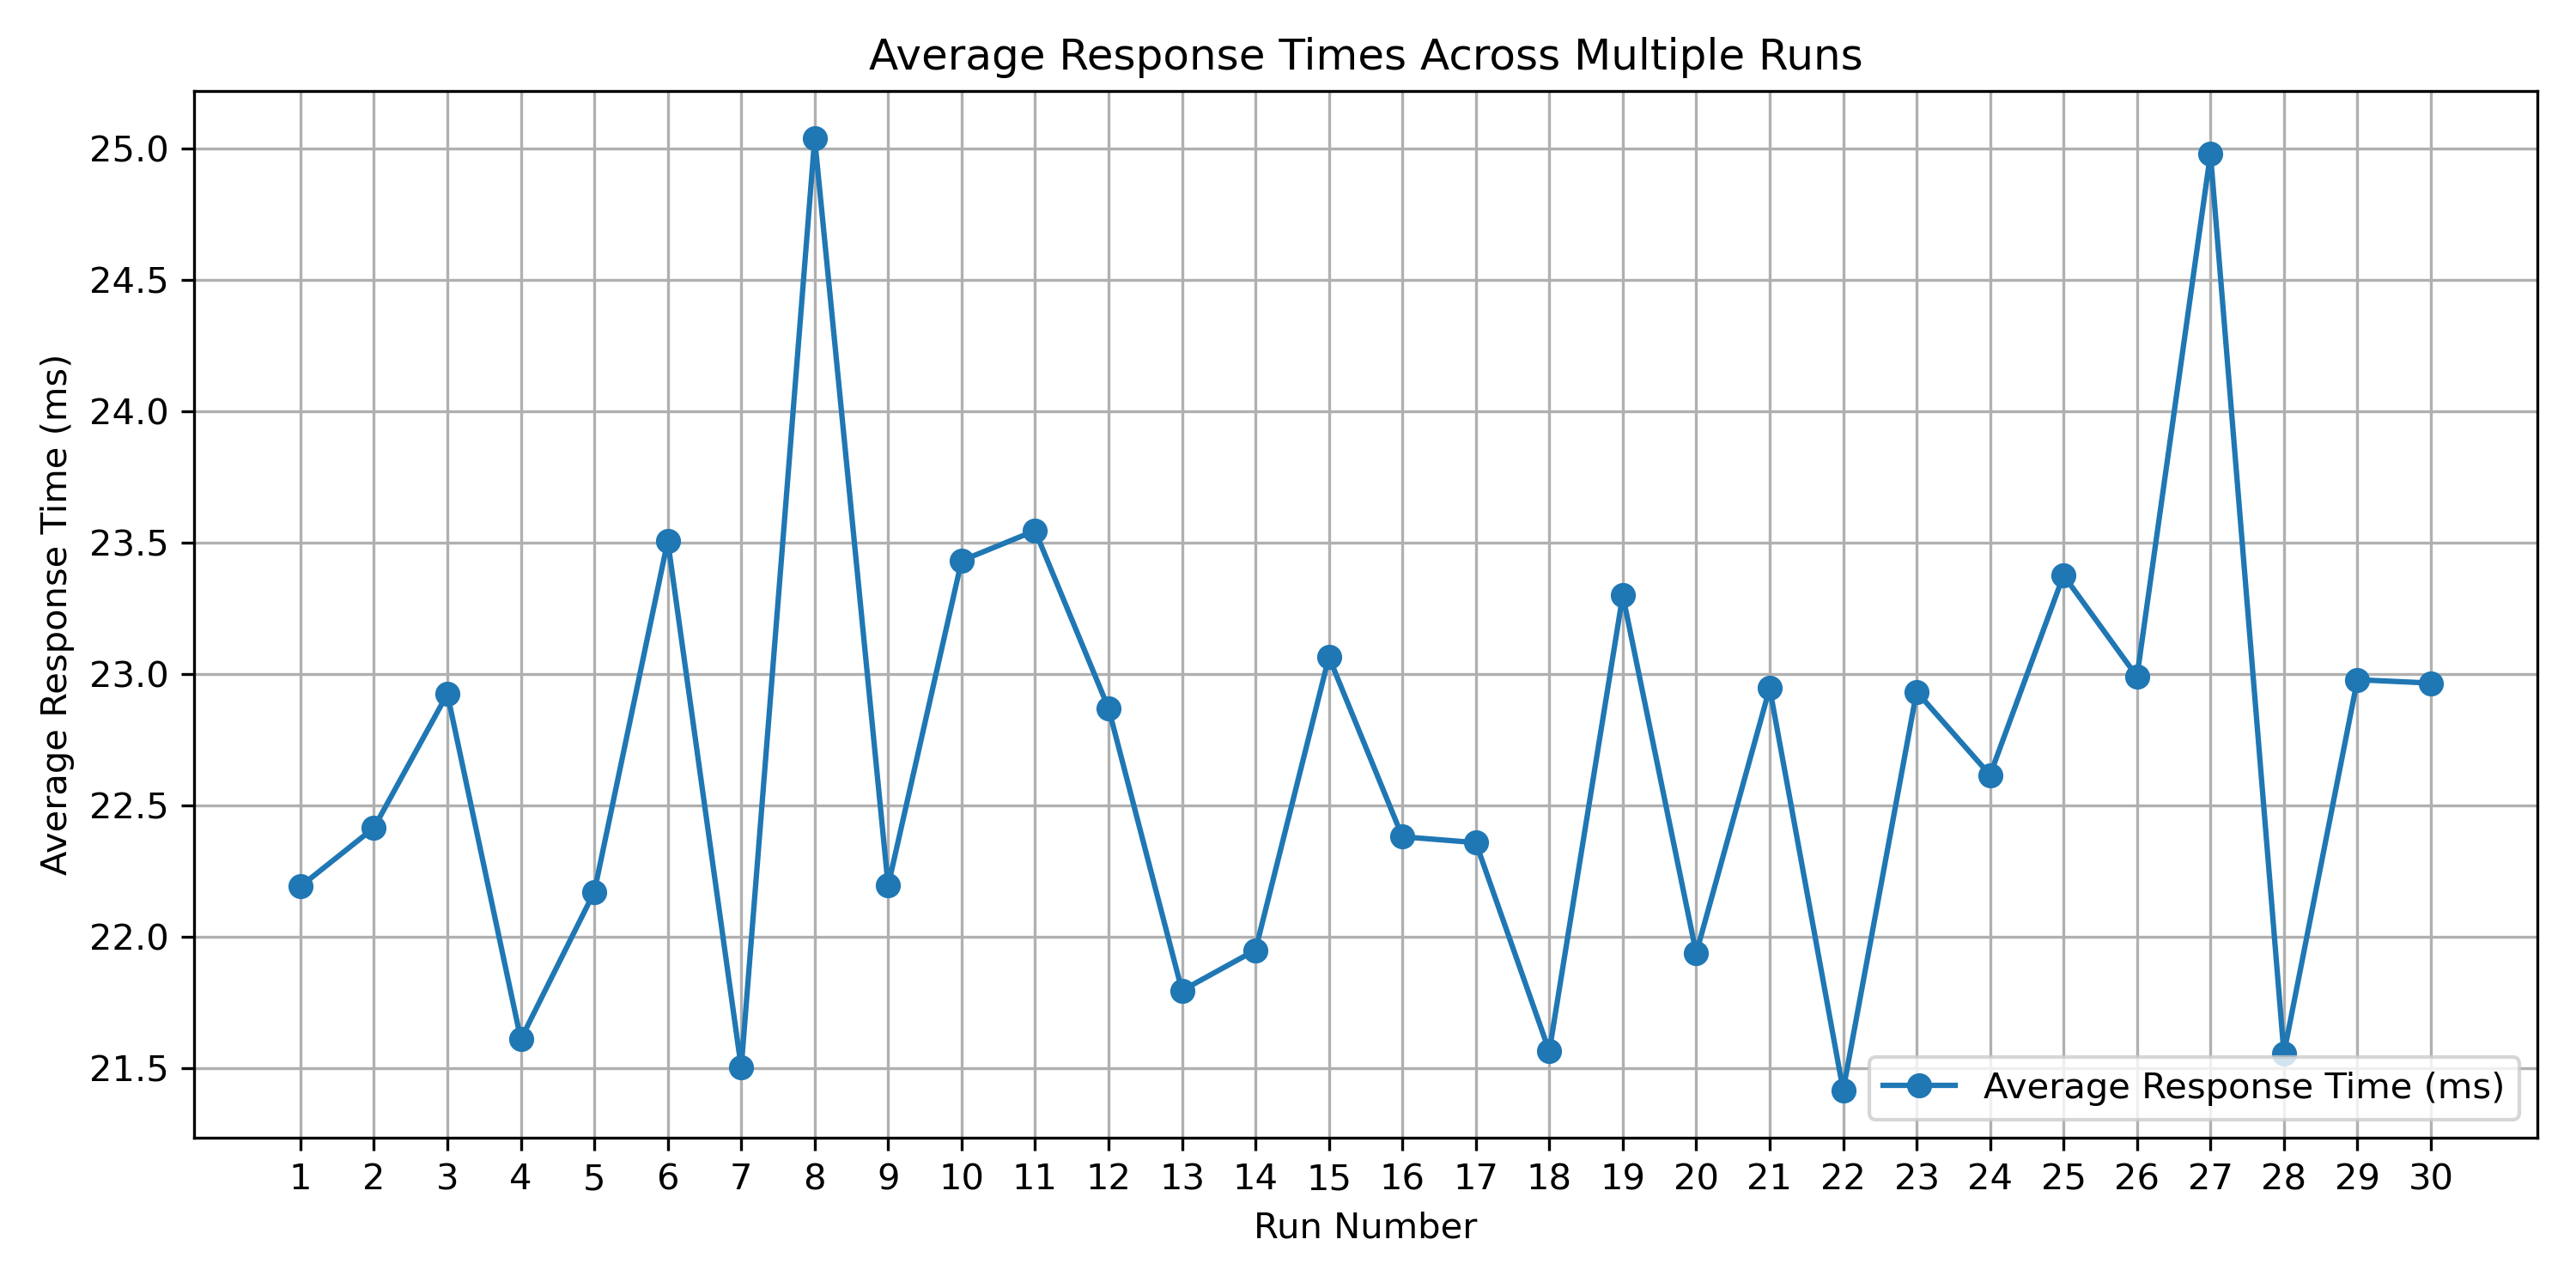 Average Response Times Across Multiple Runs
Average Response Time (ms)
25.0
24.5
24.0
23.5
23.0
22.5
22.0
21.5
Average Response Time (ms)
1 2 3 4 5 6 7 8 9 10 11 12 13 14 15 16 17 18 19 20 21 22 23 24 25 26 27 28 29 30
Run Number